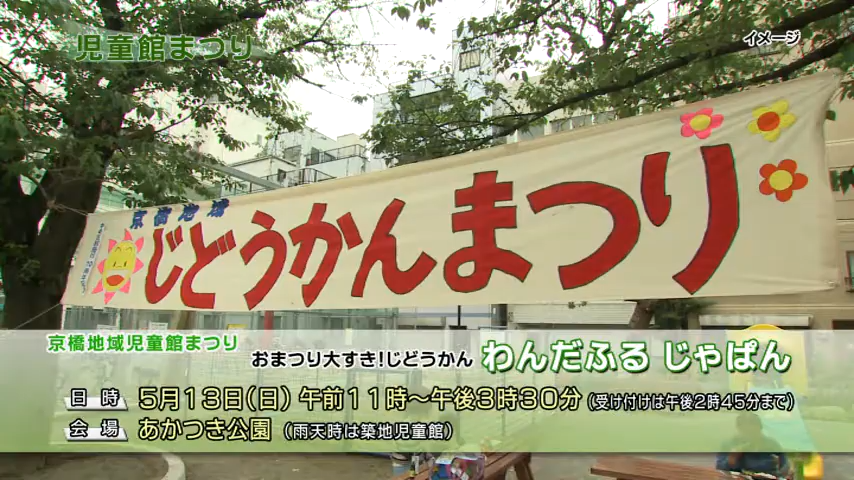 児童館まつり
イメージ
京橋地域
じどうかんまつり
京橋地域児童館まつり
おまつり大すき!じどうかん わんだふる じゃぱん
日時 5月13日(日)午前11時～午後3時30分(受け付けは午後2時45分まで)
会場 あかつき公園 (雨天時は築地児童館)